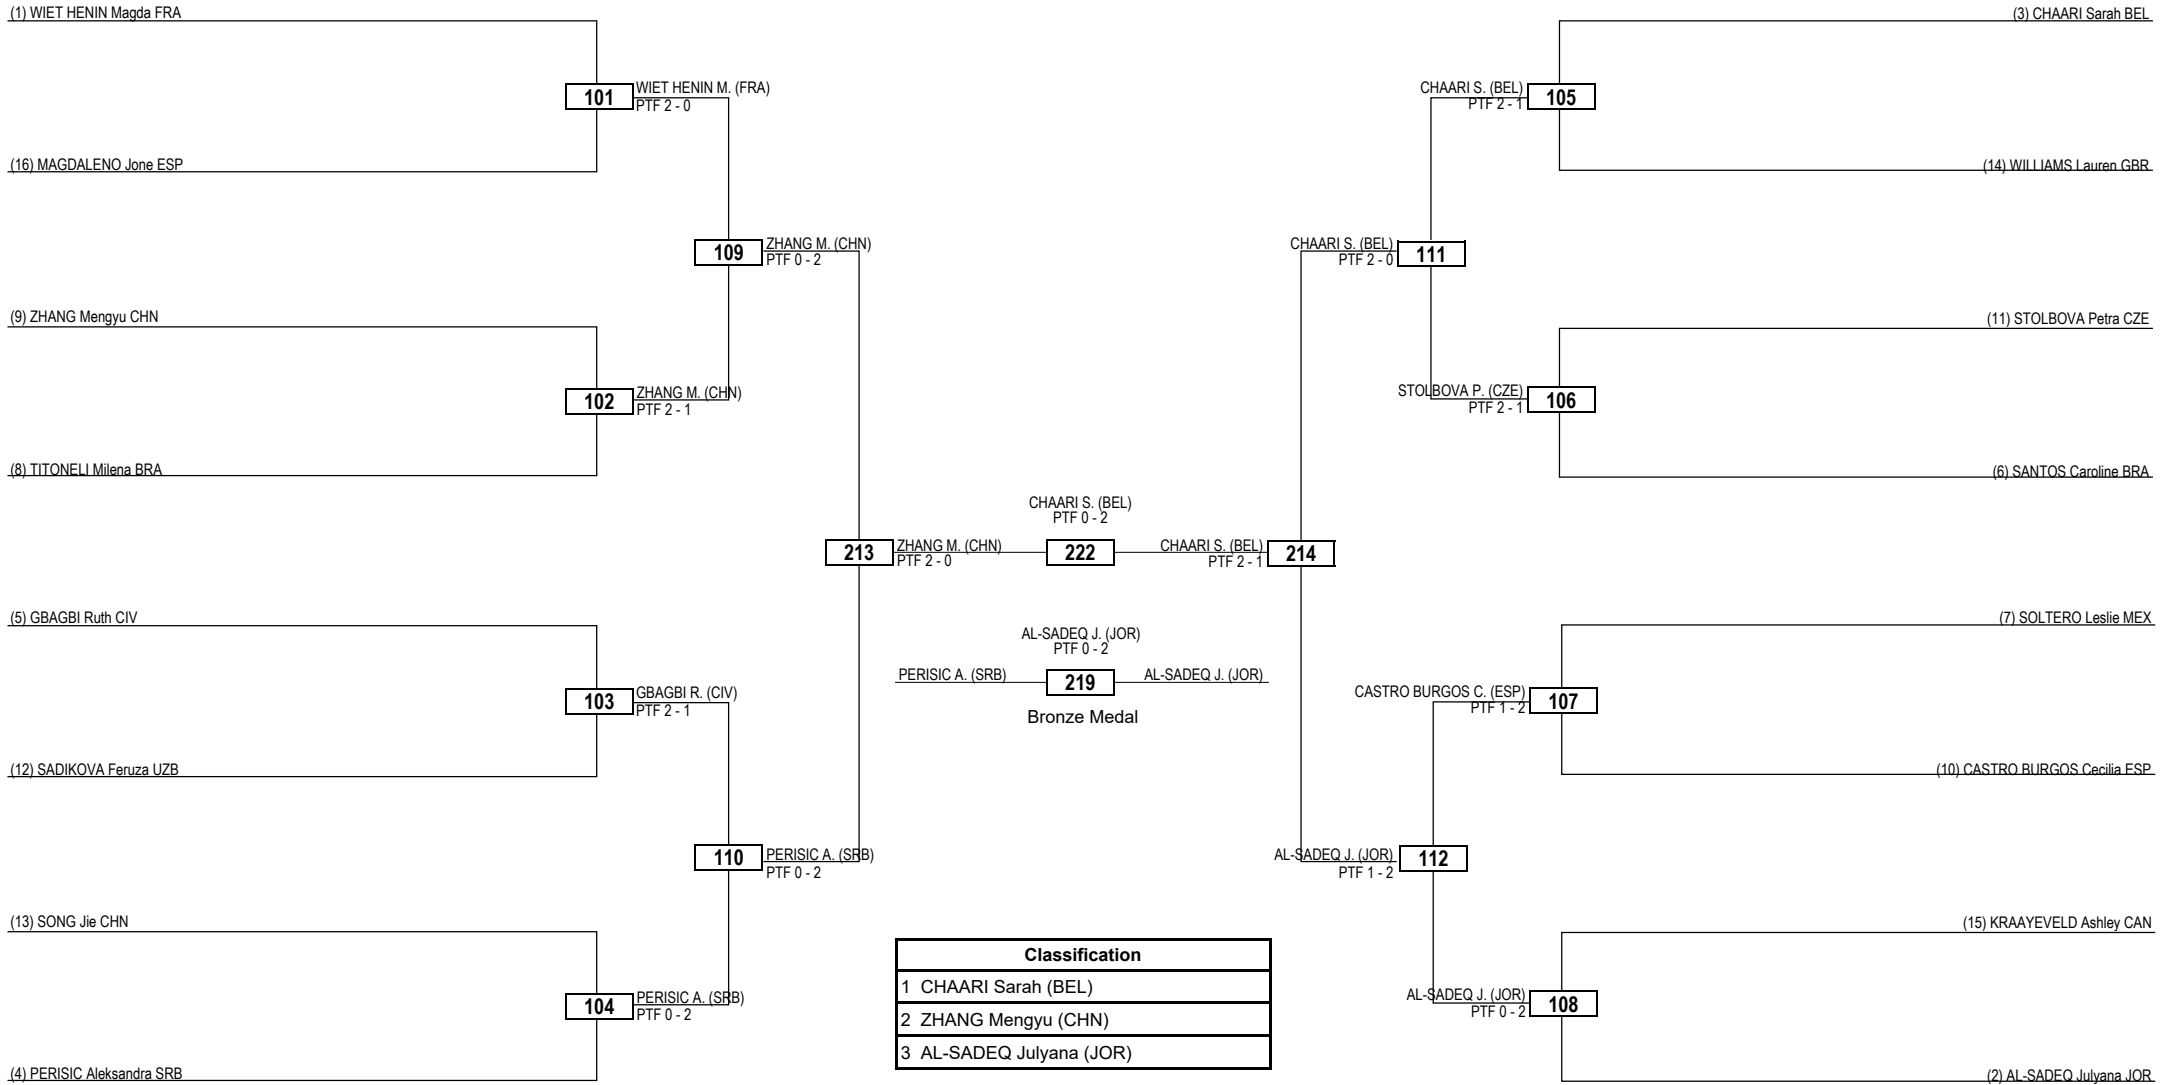 (1) WIET HENIN Magda FRA
(3) CHAARI Sarah BEL
101
WIET HENIN M. (FRA)
PTF 2 - 0
CHAARI S. (BEL)
PTF 2 - 1
105
(16) MAGDALENO Jone ESP
(14) WILLIAMS Lauren GBR
109
ZHANG M. (CHN)
PTF 0 - 2
CHAARI S. (BEL)
PTF 2 - 0
111
(9) ZHANG Mengyu CHN
(11) STOLBOVA Petra CZE
102
ZHANG M. (CHN)
PTF 2 - 1
STOLBOVA P. (CZE)
PTF 2 - 1
106
(8) TITONELI Milena BRA
(6) SANTOS Caroline BRA
CHAARI S. (BEL)
PTF 0 - 2
213
ZHANG M. (CHN)
PTF 2 - 0
222
CHAARI S. (BEL)
PTF 2 - 1
214
(5) GBAGBI Ruth CIV
(7) SOLTERO Leslie MEX
AL-SADEQ J. (JOR)
PTF 0 - 2
PERISIC A. (SRB)
219
AL-SADEQ J. (JOR)
Bronze Medal
103
GBAGBI R. (CIV)
PTF 2 - 1
CASTRO BURGOS C. (ESP)
PTF 1 - 2
107
(12) SADIKOVA Feruza UZB
(10) CASTRO BURGOS Cecilia ESP
110
PERISIC A. (SRB)
PTF 0 - 2
AL-SADEQ J. (JOR)
PTF 1 - 2
112
(13) SONG Jie CHN
(15) KRAAYEVELD Ashley CAN
104
PERISIC A. (SRB)
PTF 0 - 2
AL-SADEQ J. (JOR)
PTF 0 - 2
108
(4) PERISIC Aleksandra SRB
(2) AL-SADEQ Julyana JOR
Classification
1 CHAARI Sarah (BEL)
2 ZHANG Mengyu (CHN)
3 AL-SADEQ Julyana (JOR)